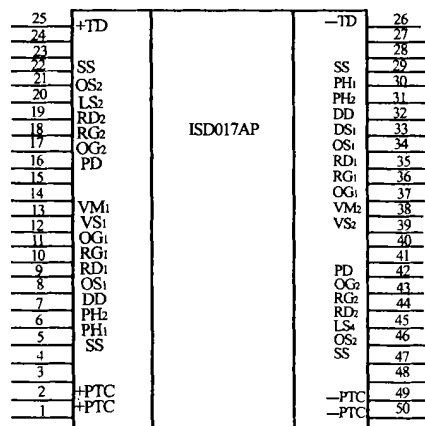 25 +TD
24
23
22 SS
21 OS2
20 LS2
19 RD2
18 RG2
17 OG2
16 PD
15
14
13 VM1
12 VS1
11 OG1
10 RG1
9 RD1
8 OS1
7 DD
6 PH2
5 PH1
4 SS
3
2 +PTC
1 +PTC
ISD017AP
−TD 26
27
28
SS 29
PH1 30
PH2 31
DD 32
DS1 33
OS1 34
RD1 35
RG1 36
OG1 37
VM2 38
VS2 39
40
41
PD 42
OG2 43
RG2 44
RD2 45
LS4 46
OS2
SS 47
48
−PTC 49
−PTC 50